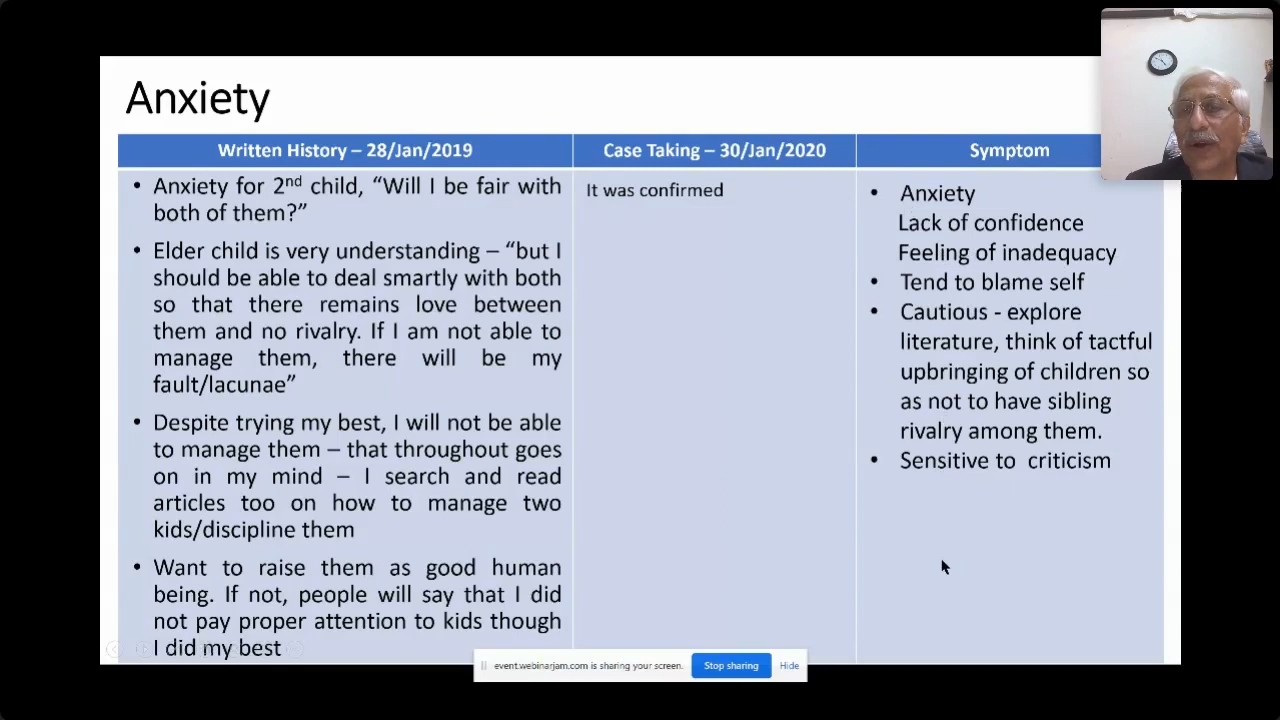 Anxiety
Written History – 28/Jan/2019
Case Taking – 30/Jan/2020
Symptom
• Anxiety for 2nd child, “Will I be fair with
both of them?”
• Elder child is very understanding – “but I
should be able to deal smartly with both
so that there remains love between
them and no rivalry. If I am not able to
manage them, there will be my
fault/lacunae”
• Despite trying my best, I will not be able
to manage them – that throughout goes
on in my mind – I search and read
articles too on how to manage two
kids/discipline them
• Want to raise them as good human
being. If not, people will say that I did
not pay proper attention to kids though
I did my best
It was confirmed
• Anxiety
Lack of confidence
Feeling of inadequacy
• Tend to blame self
• Cautious - explore
literature, think of tactful
upbringing of children so
as not to have sibling
rivalry among them.
• Sensitive to criticism
event.webinarjam.com is sharing your screen.
Stop sharing
Hide